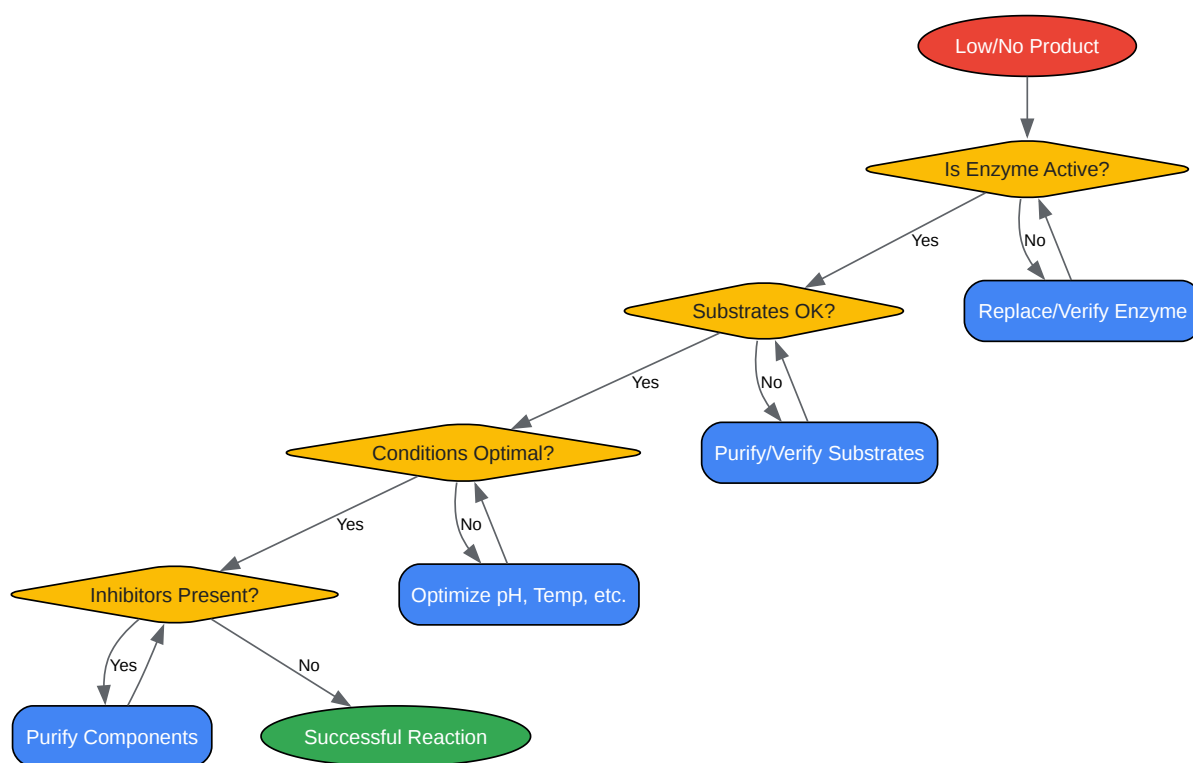 Low/No Product
Is Enzyme Active?
Yes
No
Substrates OK?
Replace/Verify Enzyme
Yes
No
Conditions Optimal?
Purify/Verify Substrates
Yes
No
Inhibitors Present?
Optimize pH, Temp, etc.
Yes
No
Purify Components
Successful Reaction